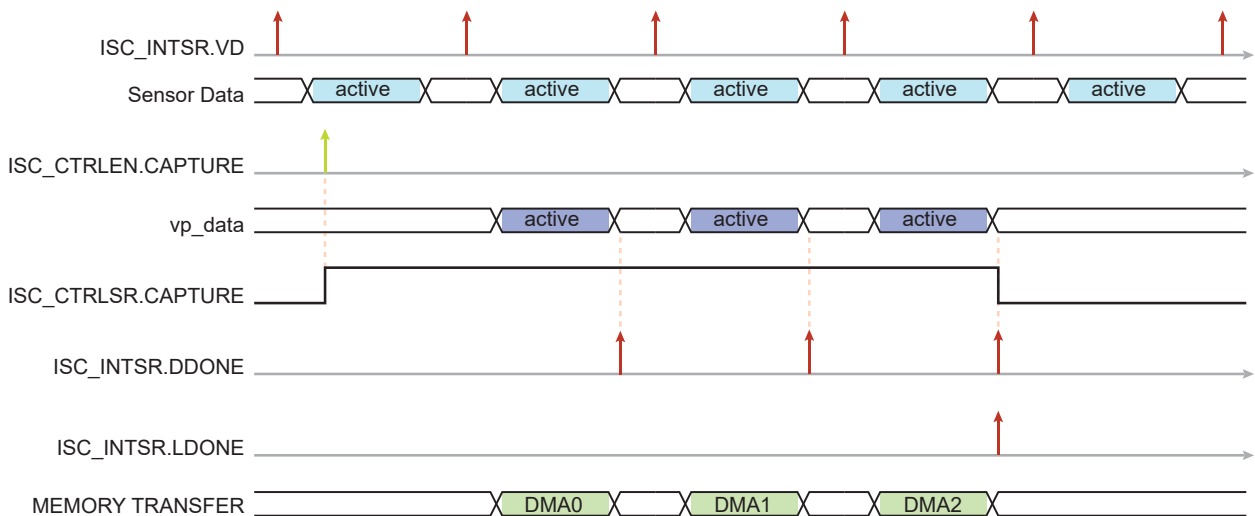 ISC_INTSR.VD
Sensor Data active active active active active
ISC_CTRLEN.CAPTURE
vp_data active active active
ISC_CTRLSR.CAPTURE
ISC_INTSR.DDONE
ISC_INTSR.LDONE
MEMORY TRANSFER DMA0 DMA1 DMA2